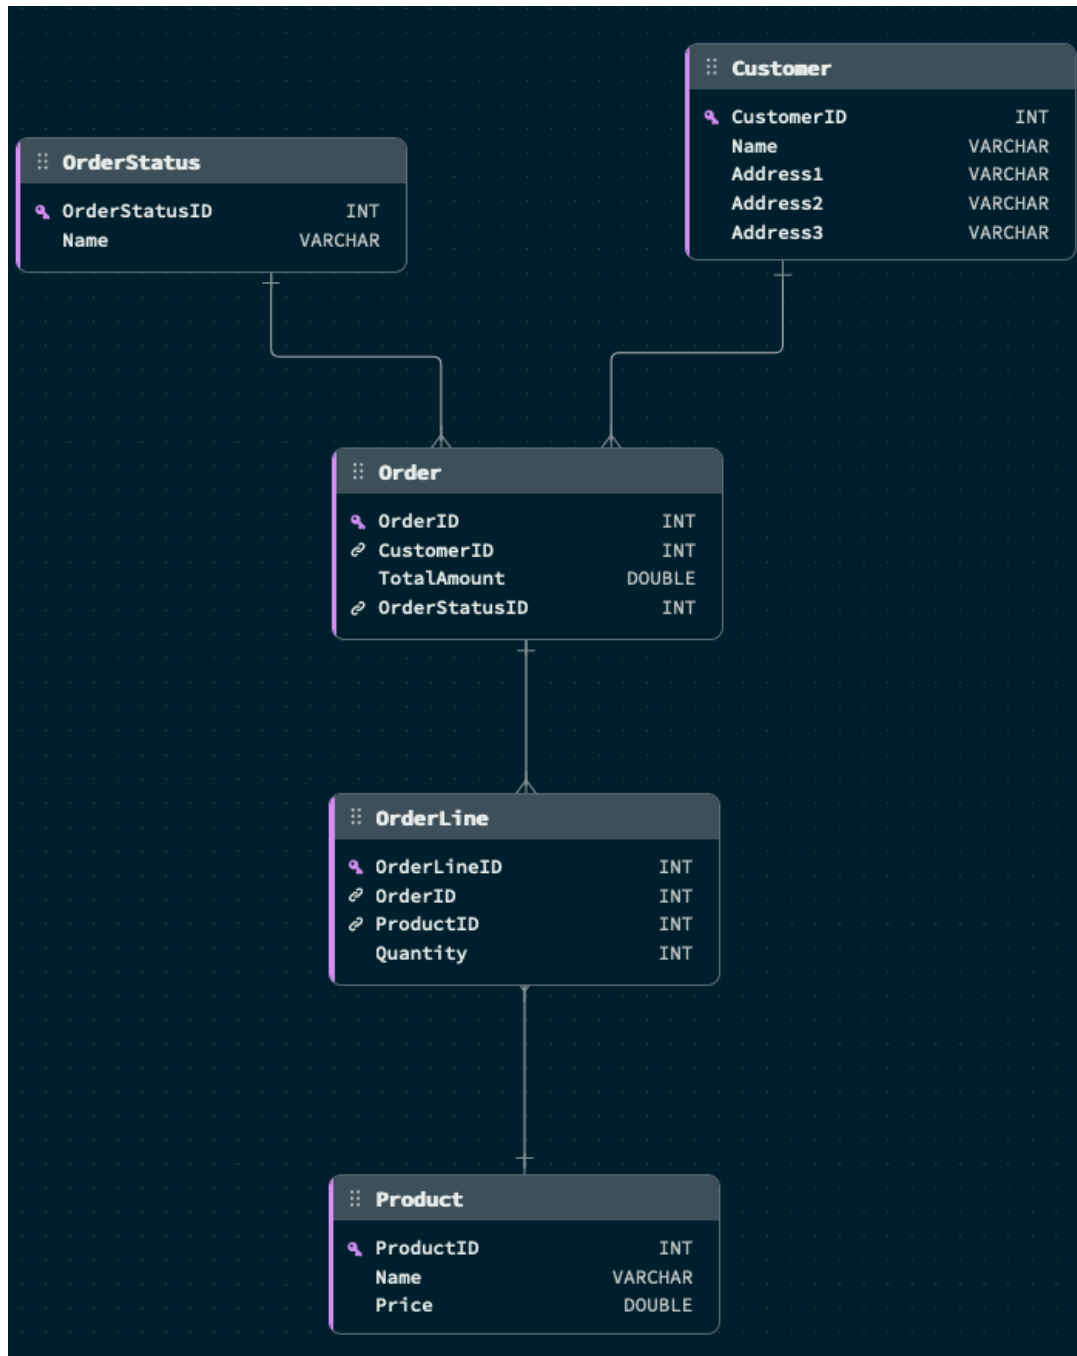 Customer
CustomerID INT
Name VARCHAR
Address1 VARCHAR
Address2 VARCHAR
Address3 VARCHAR
OrderStatus
OrderStatusID INT
Name VARCHAR
Order
OrderID INT
CustomerID INT
TotalAmount DOUBLE
OrderStatusID INT
OrderLine
OrderLineID INT
OrderID INT
ProductID INT
Quantity INT
Product
ProductID INT
Name VARCHAR
Price DOUBLE